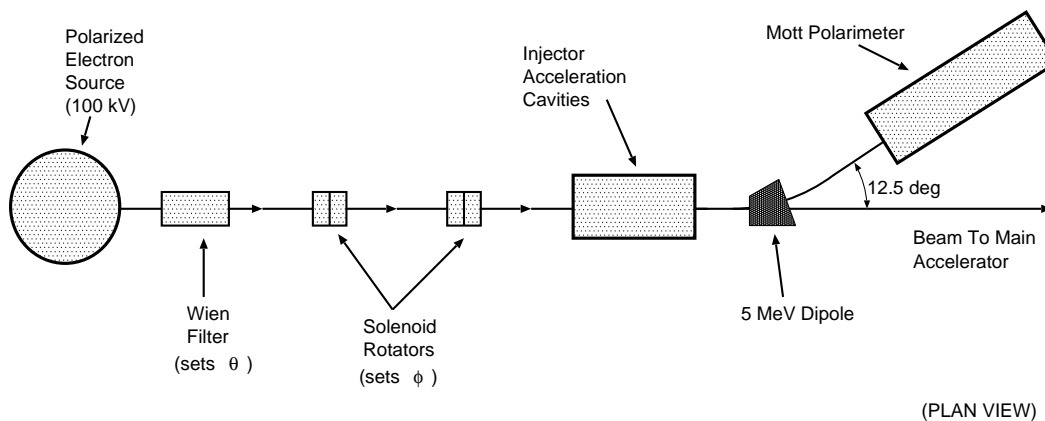 Polarized
Electron
Source
(100 kV)
Injector
Acceleration
Cavities
Mott Polarimeter
12.5 deg
Beam To Main
Accelerator
Wien
Filter
(sets θ )
Solenoid
Rotators
(sets ϕ )
5 MeV Dipole
(PLAN VIEW)